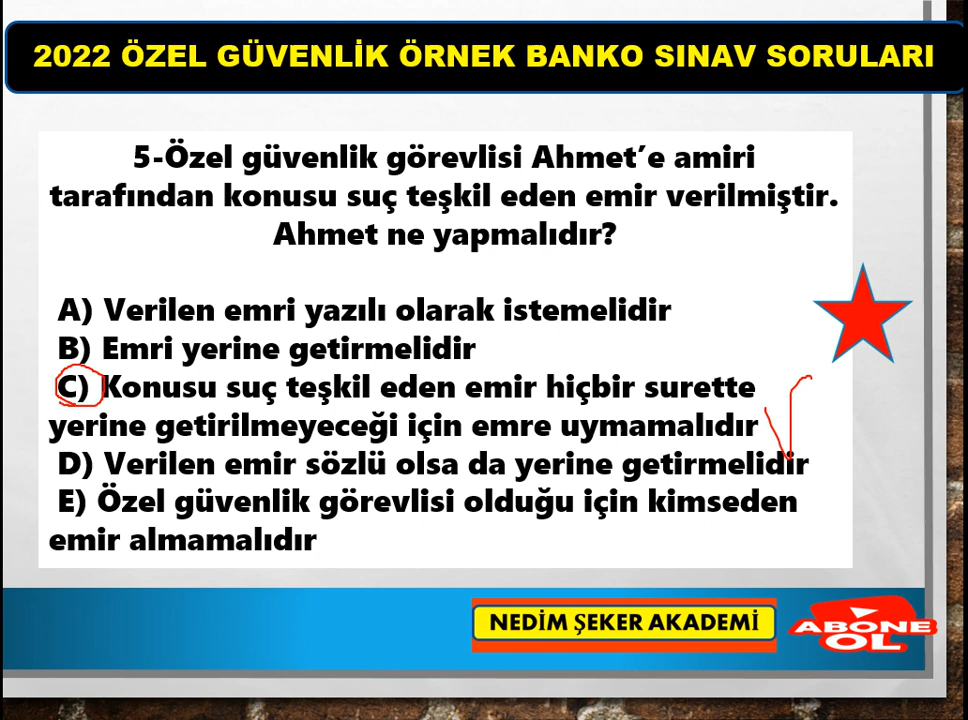 2022 ÖZEL GÜVENLİK ÖRNEK BANKO SINAV SORULARI
5-Özel güvenlik görevlisi Ahmet'e amiri
tarafından konusu suç teşkil eden emir verilmiştir.
Ahmet ne yapmalıdır?
A) Verilen emri yazılı olarak istemelidir
B) Emri yerine getirmelidir
C) Konusu suç teşkil eden emir hiçbir surette
yerine getirilmeyeceği için emre uymamalıdır
D) Verilen emir sözlü olsa da yerine getirmelidir
E) Özel güvenlik görevlisi olduğu için kimseden
emir almamalıdır
NEDİM ŞEKER AKADEMİ
ABONE
OL